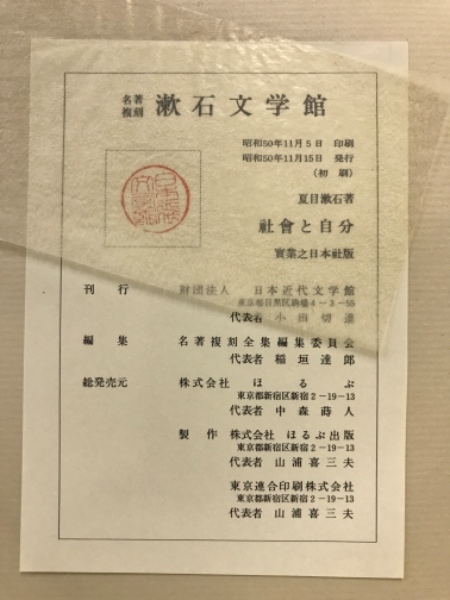 名著複刻 漱石文学館
昭和50年11月5日 印刷
昭和50年11月15日 発行
(初刷)
夏目漱石著
社會と自分
實業之日本社版
刊行 財団法人 日本近代文学館
東京都目黒区駒場4-3-55
代表者 小田切進
編集 名著複刻全集編集委員会
代表者 稲垣達郎
総発売元 株式会社 ほるぷ
東京都新宿区新宿2-19-13
代表者 中森蒔人
製作 株式会社 ほるぷ出版
東京都新宿区新宿2-19-13
代表者 山浦喜三夫
東京連合印刷株式会社
東京都新宿区新宿2-19-13
代表者 山浦喜三夫